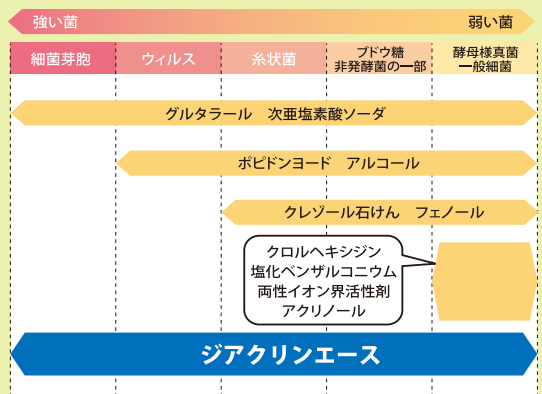 強い菌
弱い菌
細菌芽胞
ウィルス
糸状菌
ブドウ糖
非発酵菌の一部
酵母様真菌
一般細菌
グルタラール　次亜塩素酸ソーダ
ポピドンヨード　アルコール
クレゾール石けん　フェノール
クロルヘキシジン
塩化ベンザルコニウム
両性イオン界活性剤
アクリノール
ジアクリンエース